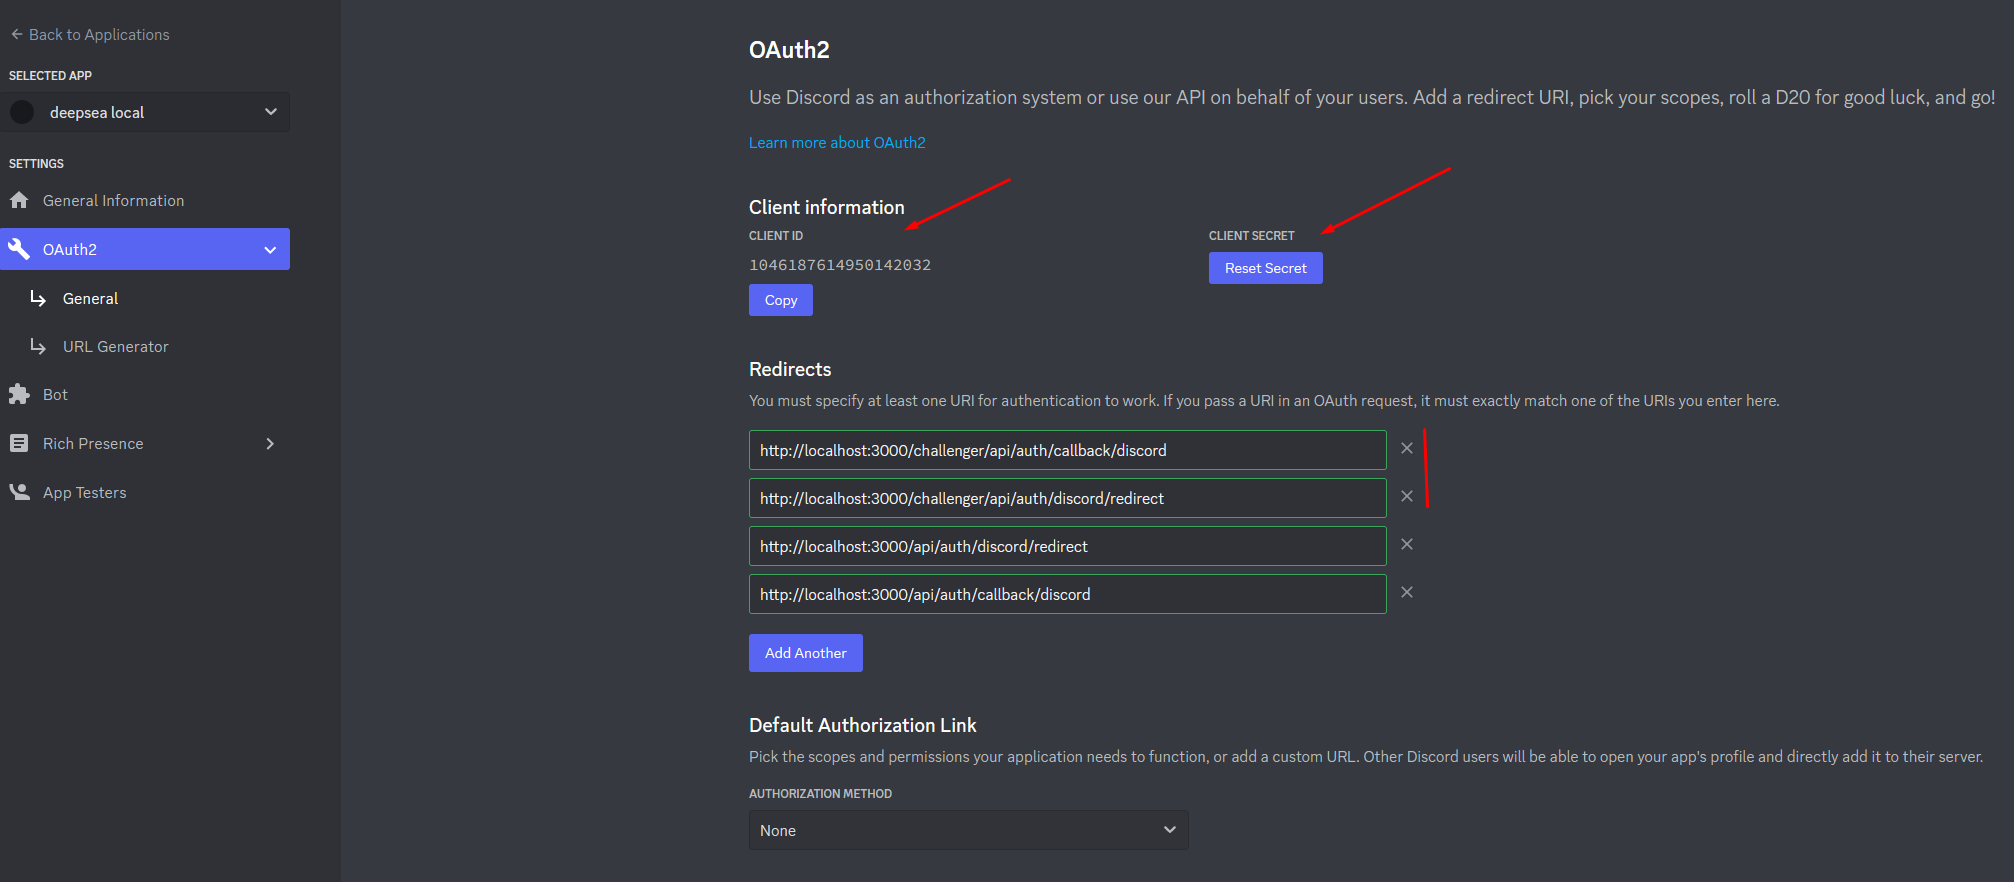 Back to Applications
SELECTED APP
deepsea local
SETTINGS
General Information
OAuth2
General
URL Generator
Bot
Rich Presence
App Testers
OAuth2
Use Discord as an authorization system or use our API on behalf of your users. Add a redirect URI, pick your scopes, roll a D20 for good luck, and go!
Learn more about OAuth2
Client information
CLIENT ID
1046187614950142032
Copy
CLIENT SECRET
Reset Secret
Redirects
You must specify at least one URI for authentication to work. If you pass a URI in an OAuth request, it must exactly match one of the URIs you enter here.
http://localhost:3000/challenger/api/auth/callback/discord
http://localhost:3000/challenger/api/auth/discord/redirect
http://localhost:3000/api/auth/discord/redirect
http://localhost:3000/api/auth/callback/discord
Add Another
Default Authorization Link
Pick the scopes and permissions your application needs to function, or add a custom URL. Other Discord users will be able to open your app's profile and directly add it to their server.
AUTHORIZATION METHOD
None